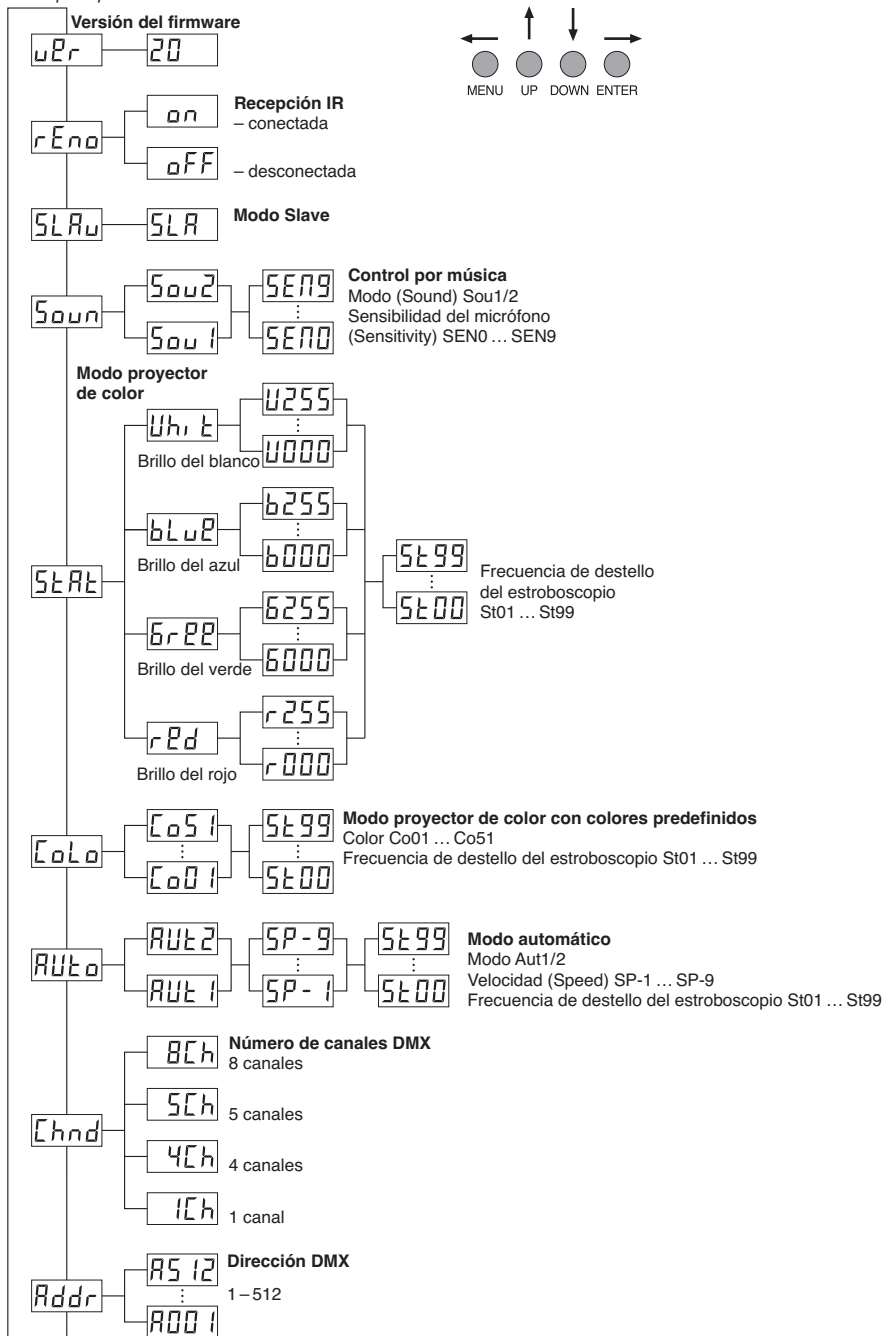 Versión del firmware
uEr 20
MENU UP DOWN ENTER
rEno
on
Recepción IR
– conectada
oFF
– desconectada
SLAu SLA
Modo Slave
Soun
Sou2
Sou1
SEN9
⋮
SEN0
Control por música
Modo (Sound) Sou1/2
Sensibilidad del micrófono
(Sensitivity) SEN0 … SEN9
Modo proyector
de color
StAt
Uhit
Brillo del blanco
U255
⋮
U000
bLuE
Brillo del azul
b255
⋮
b000
GrEE
Brillo del verde
G255
⋮
G000
rEd
Brillo del rojo
r255
⋮
r000
St99
⋮
St00
Frecuencia de destello
del estroboscopio
St01 … St99
CoLo
Co51
⋮
Co01
St99
⋮
St00
Modo proyector de color con colores predefinidos
Color Co01 … Co51
Frecuencia de destello del estroboscopio St01 … St99
AUto
AUt2
AUt1
SP-9
⋮
SP-1
St99
⋮
St00
Modo automático
Modo Aut1/2
Velocidad (Speed) SP-1 … SP-9
Frecuencia de destello del estroboscopio St01 … St99
Chnd
Número de canales DMX
8Ch
8 canales
5Ch
5 canales
4Ch
4 canales
1Ch
1 canal
Addr
A512
⋮
A001
Dirección DMX
1 – 512